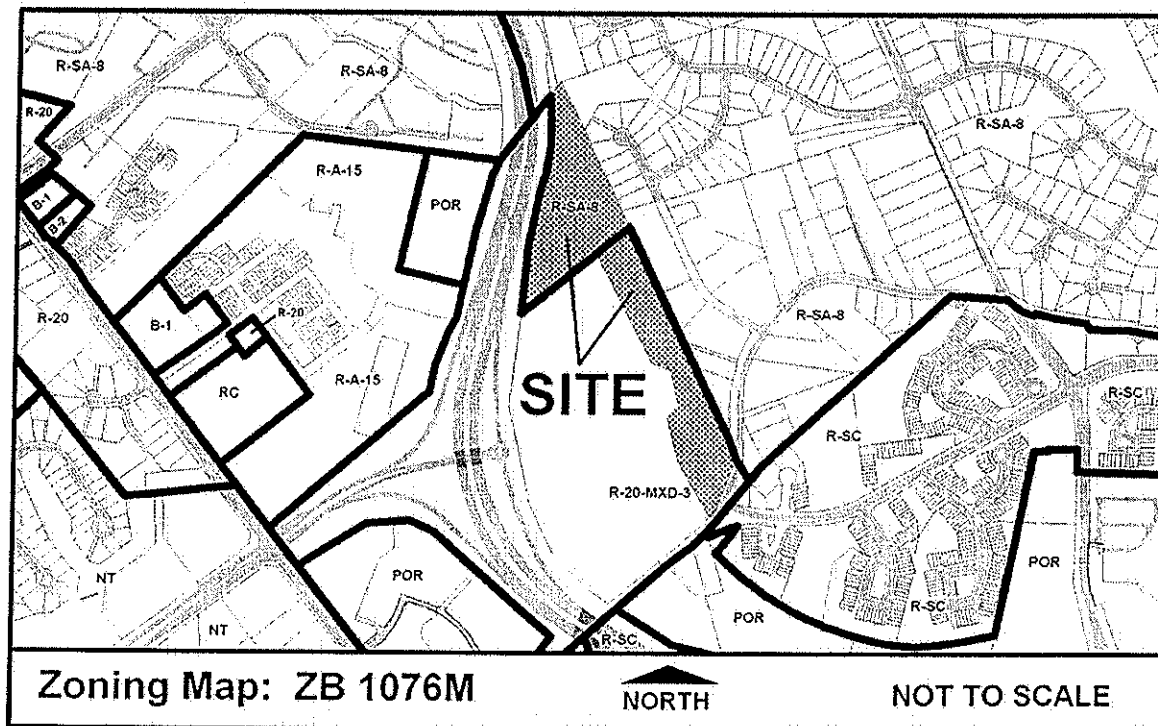 R-SA-8
R-SA-8
R-20
R-SA-8
R-A-15
POR
B-1
B-2
R-SA-8
R-20
B-1
R-20
R-SA-8
RC
R-A-15
SITE
R-SC
R-SC
R-20-MXD-3
NT
POR
POR
NT
R-SC
POR
R-SC
Zoning Map: ZB 1076M
NORTH
NOT TO SCALE